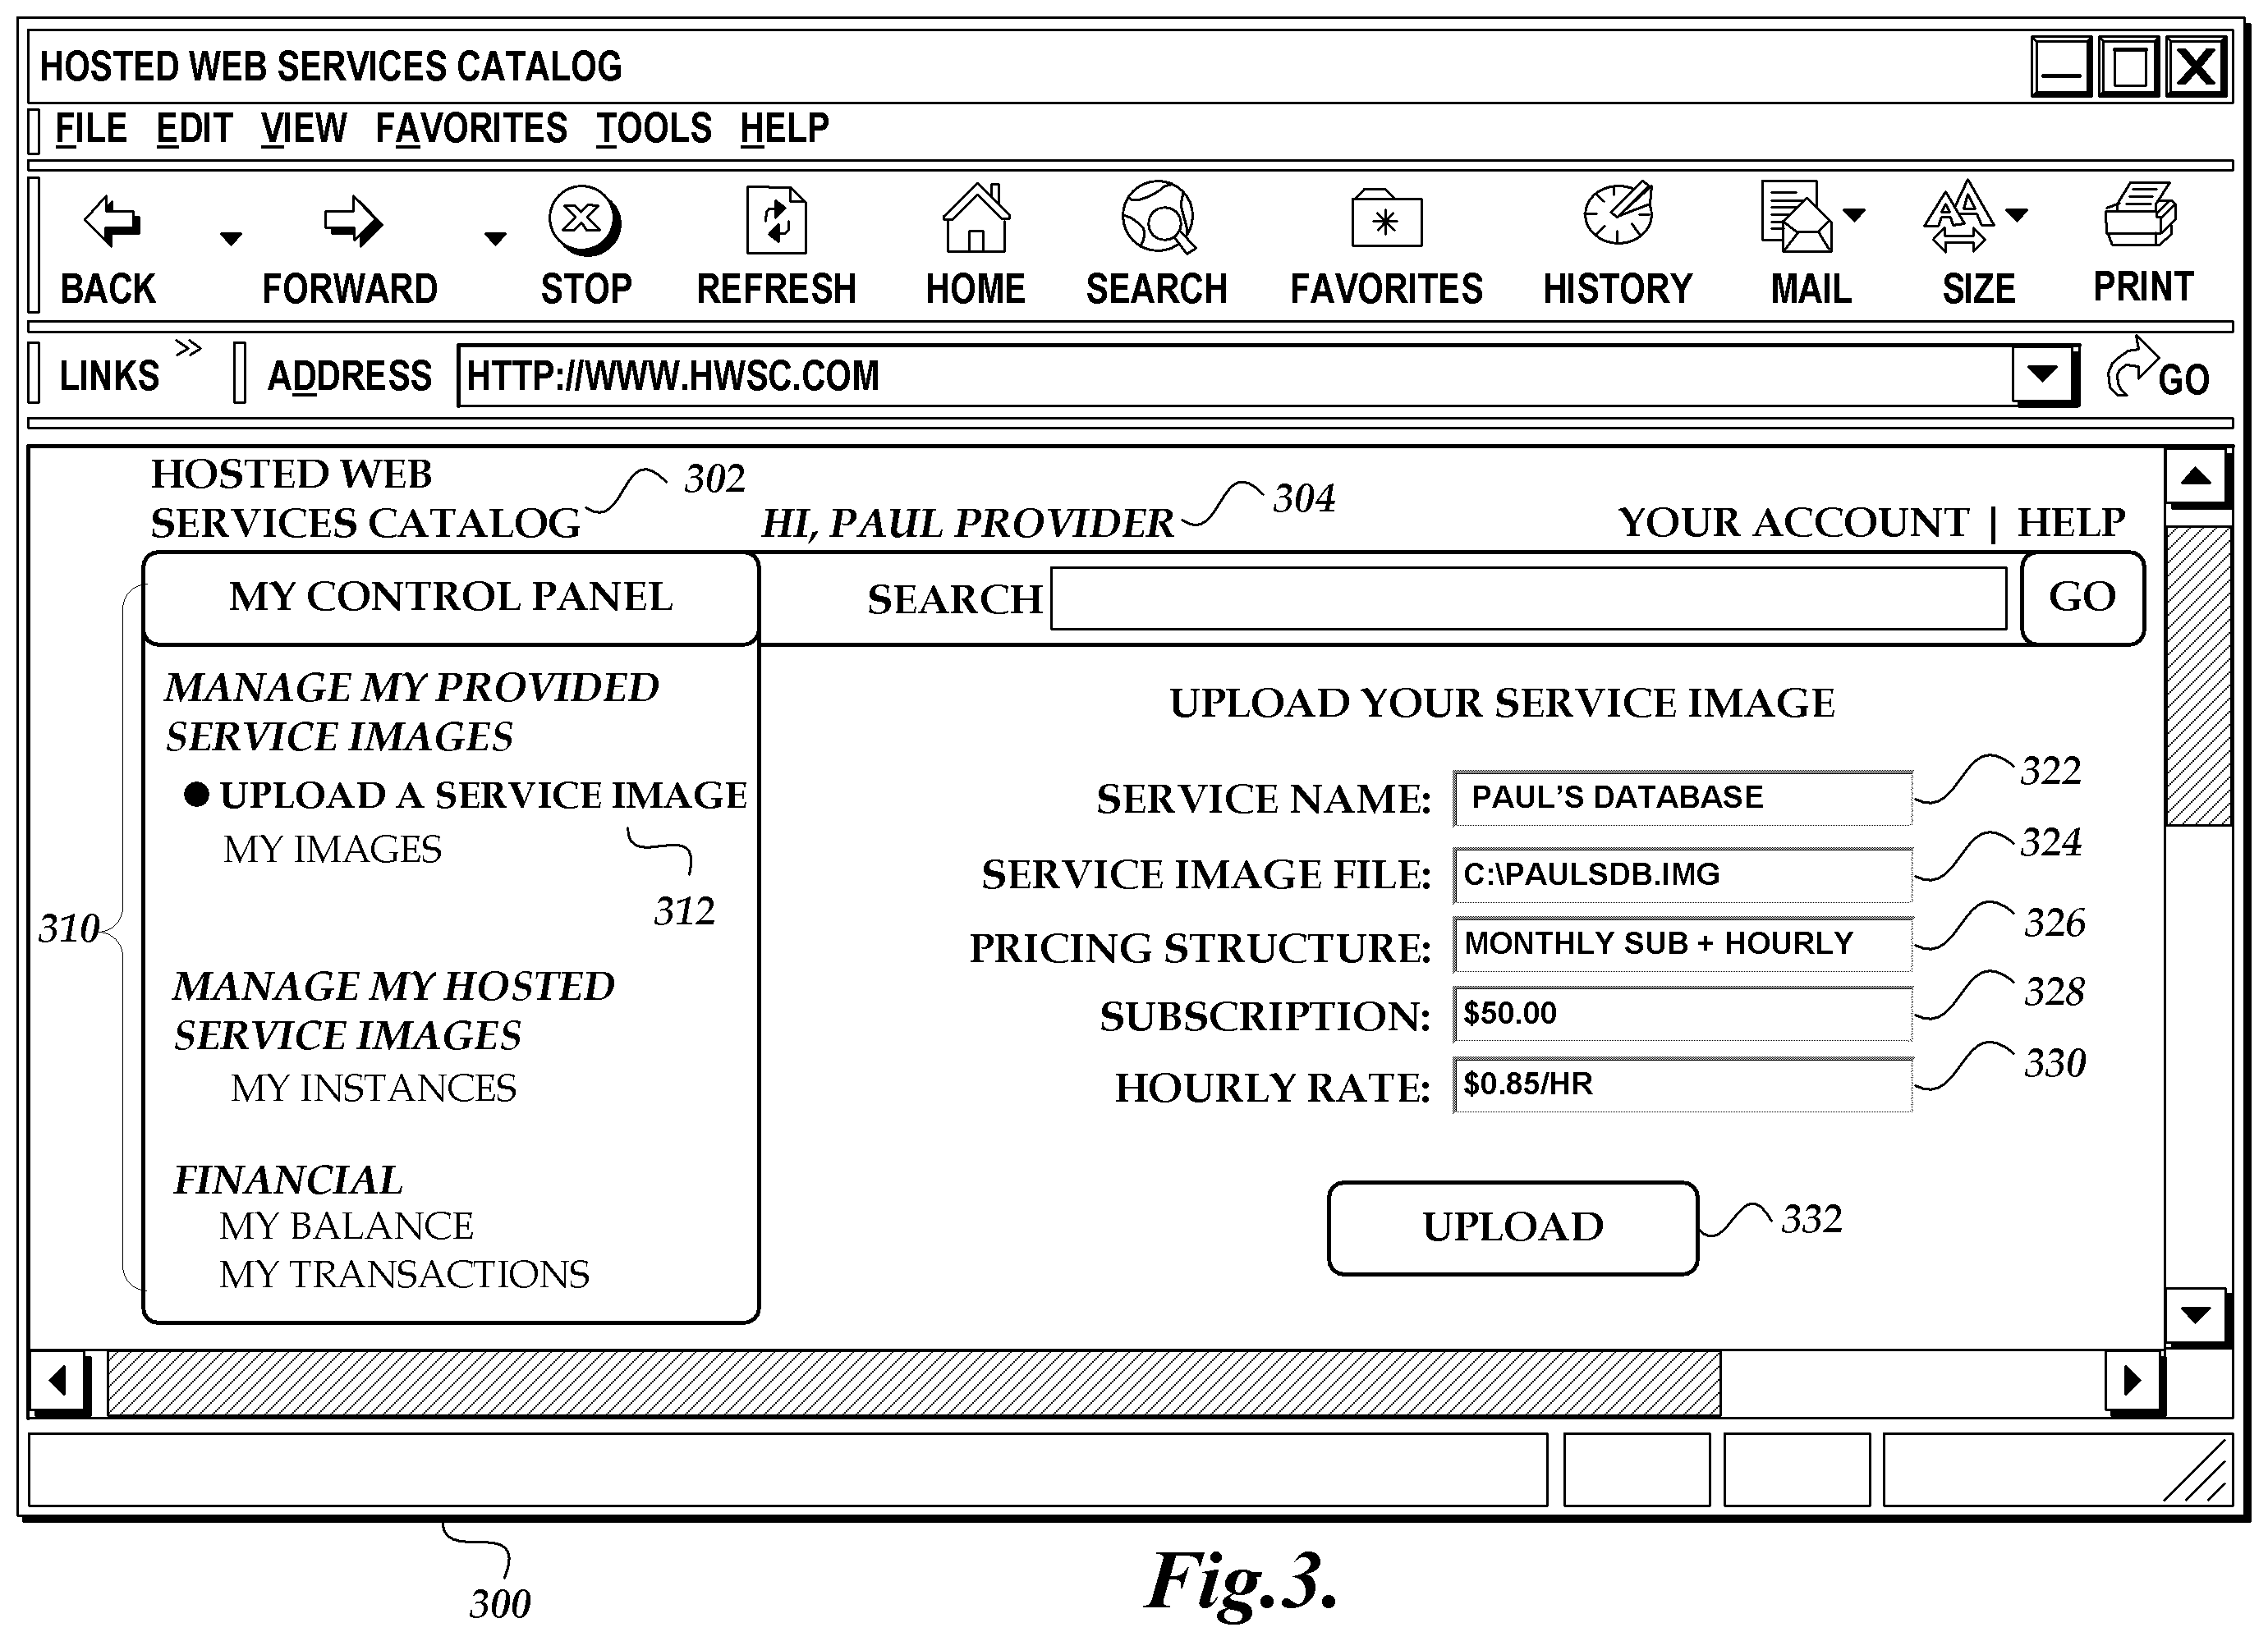 HOSTED WEB SERVICES CATALOG
FILE EDIT VIEW FAVORITES TOOLS HELP
BACK FORWARD STOP REFRESH HOME SEARCH FAVORITES HISTORY MAIL SIZE PRINT
LINKS >> ADDRESS HTTP://WWW.HWSC.COM GO
HOSTED WEB
SERVICES CATALOG 302 HI, PAUL PROVIDER 304 YOUR ACCOUNT | HELP
MY CONTROL PANEL SEARCH GO
MANAGE MY PROVIDED
SERVICE IMAGES
● UPLOAD A SERVICE IMAGE
MY IMAGES
312
310
MANAGE MY HOSTED
SERVICE IMAGES
MY INSTANCES
FINANCIAL
MY BALANCE
MY TRANSACTIONS
UPLOAD YOUR SERVICE IMAGE
SERVICE NAME: PAUL'S DATABASE 322
SERVICE IMAGE FILE: C:\PAULSDB.IMG 324
PRICING STRUCTURE: MONTHLY SUB + HOURLY 326
SUBSCRIPTION: $50.00 328
HOURLY RATE: $0.85/HR 330
UPLOAD 332
300
Fig.3.